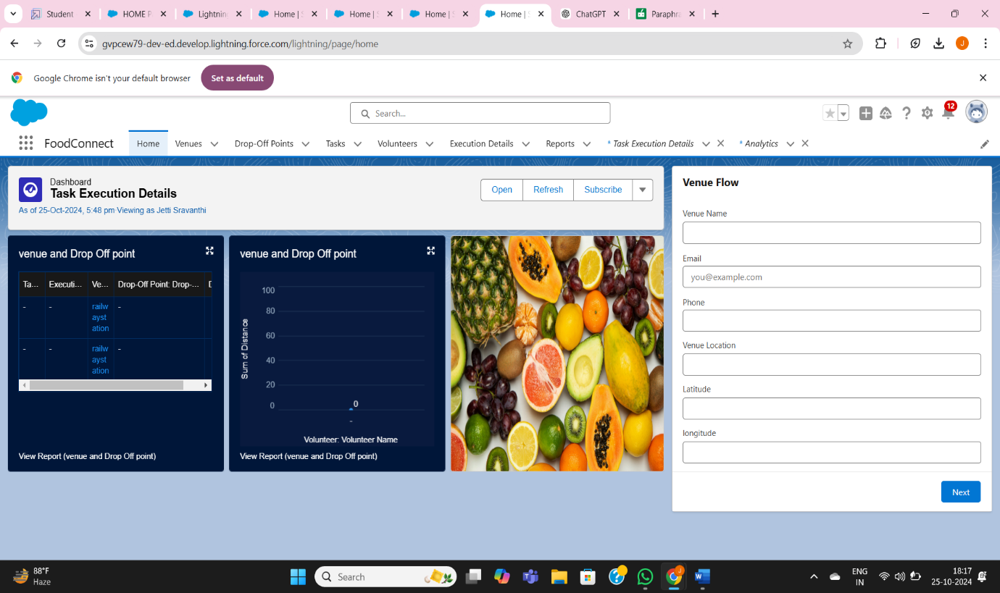 Student
HOME P
Lightnin
Home | S
Home | S
Home | S
Home | S
ChatGPT
Paraphra
gvpcew79-dev-ed.develop.lightning.force.com/lightning/page/home
J
Google Chrome isn't your default browser
Set as default
Search...
12
FoodConnect
Home
Venues
Drop-Off Points
Tasks
Volunteers
Execution Details
Reports
* Task Execution Details
* Analytics
Dashboard
Task Execution Details
As of 25-Oct-2024, 5:48 pm·Viewing as Jetti Sravanthi
Open
Refresh
Subscribe
venue and Drop Off point
Ta... Executi... Ve... Drop-Off Point: Drop-...
- - railw -
ayst
ation
- - railw -
ayst
ation
View Report (venue and Drop Off point)
venue and Drop Off point
Sum of Distance
100
80
60
40
20
0
0
-
Volunteer: Volunteer Name
View Report (venue and Drop Off point)
Venue Flow
Venue Name
Email
you@example.com
Phone
Venue Location
Latitude
longitude
Next
88°F
Haze
Search
ENG
IN
18:17
25-10-2024